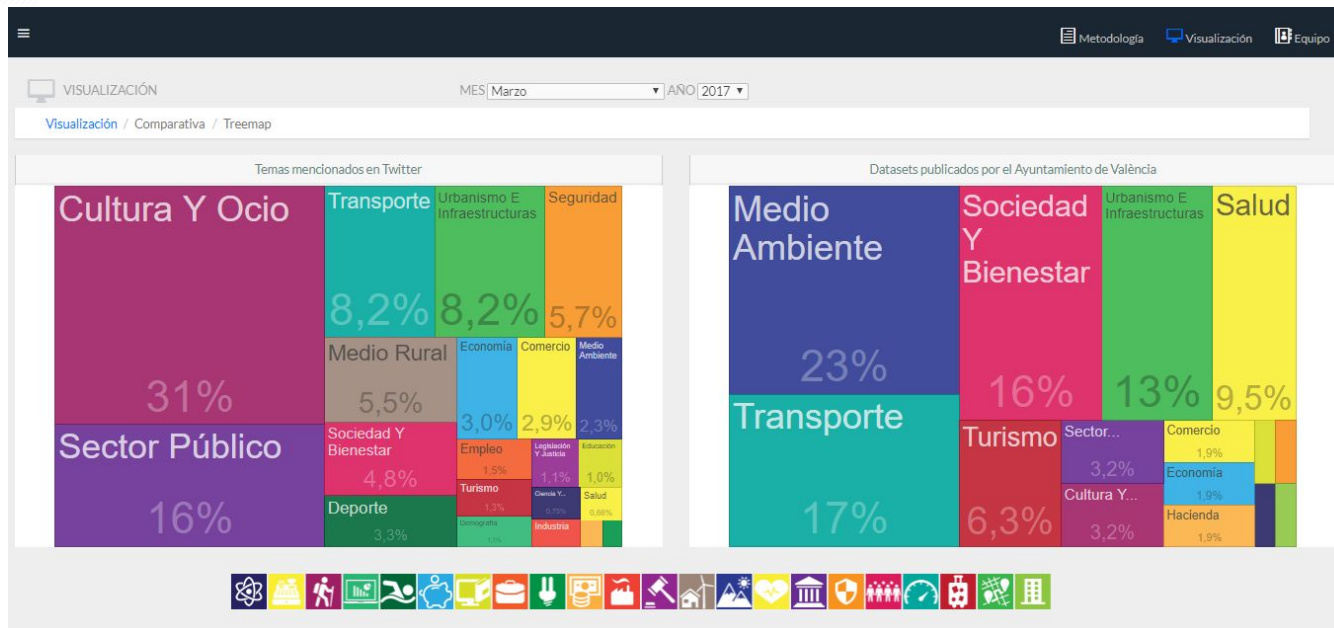 Metodología
Visualización
Equipo
VISUALIZACIÓN
MES Marzo
AÑO 2017
Visualización / Comparativa / Treemap
Temas mencionados en Twitter
Cultura Y Ocio
31%
Sector Público
16%
Transporte
8,2%
Urbanismo E
Infraestructuras
8,2%
Seguridad
5,7%
Medio Rural
5,5%
Sociedad Y
Bienestar
4,8%
Deporte
3,3%
Economía
3,0%
Comercio
2,9%
Medio
Ambiente
2,3%
Empleo
1,5%
Turismo
1,3%
Demografía
Legislación
Y Justicia
1,1%
Educación
1,0%
Ciencia Y...
Salud
Industria
Datasets publicados por el Ayuntamiento de València
Medio
Ambiente
23%
Transporte
17%
Sociedad
Y
Bienestar
16%
Urbanismo E
Infraestructuras
13%
Salud
9,5%
Turismo
6,3%
Sector...
3,2%
Cultura Y...
3,2%
Comercio
1,9%
Economía
1,9%
Hacienda
1,9%